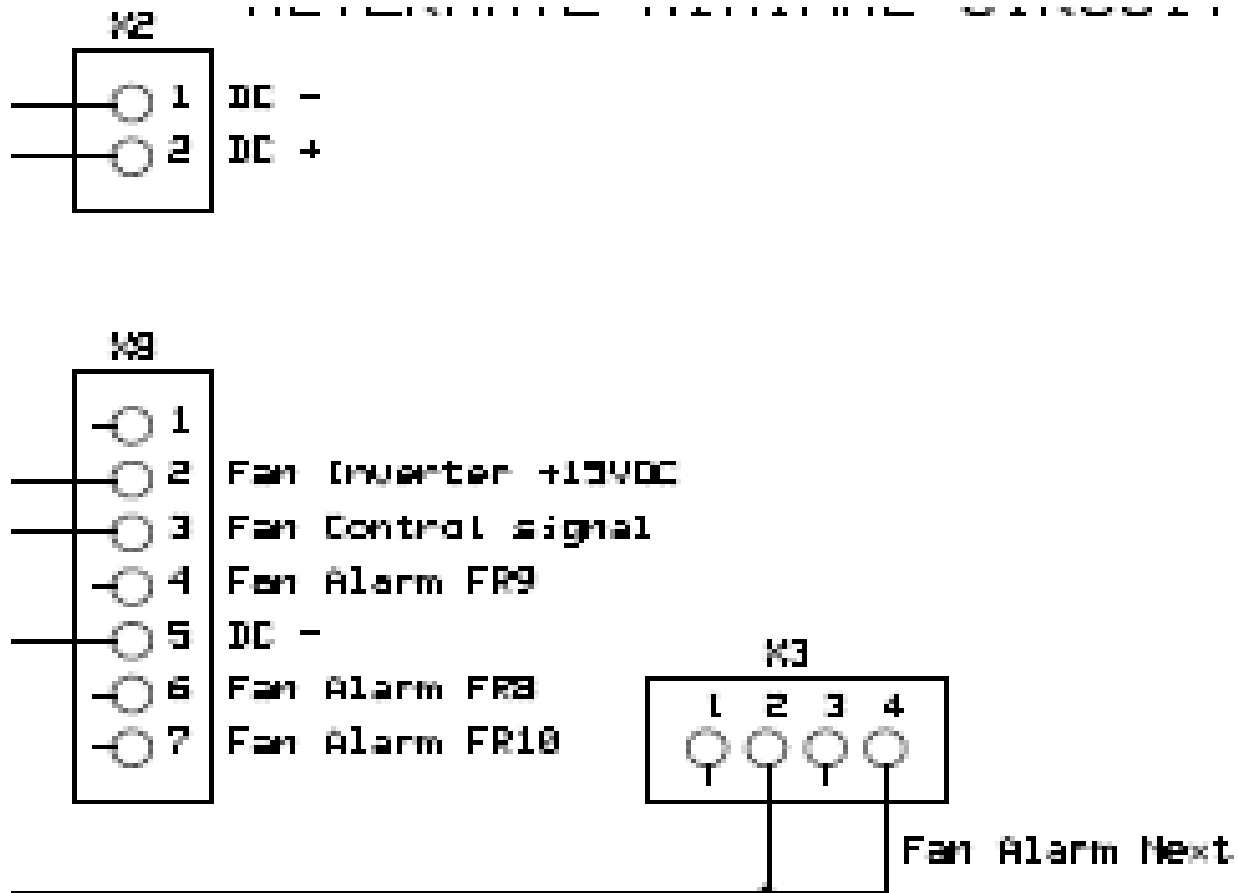 X2
1 DC -
2 DC +
X9
1
2 Fan Inverter +15VDC
3 Fan Control signal
4 Fan Alarm FR9
5 DC -
6 Fan Alarm FR8
7 Fan Alarm FR10
X3
1 2 3 4
Fan Alarm Next